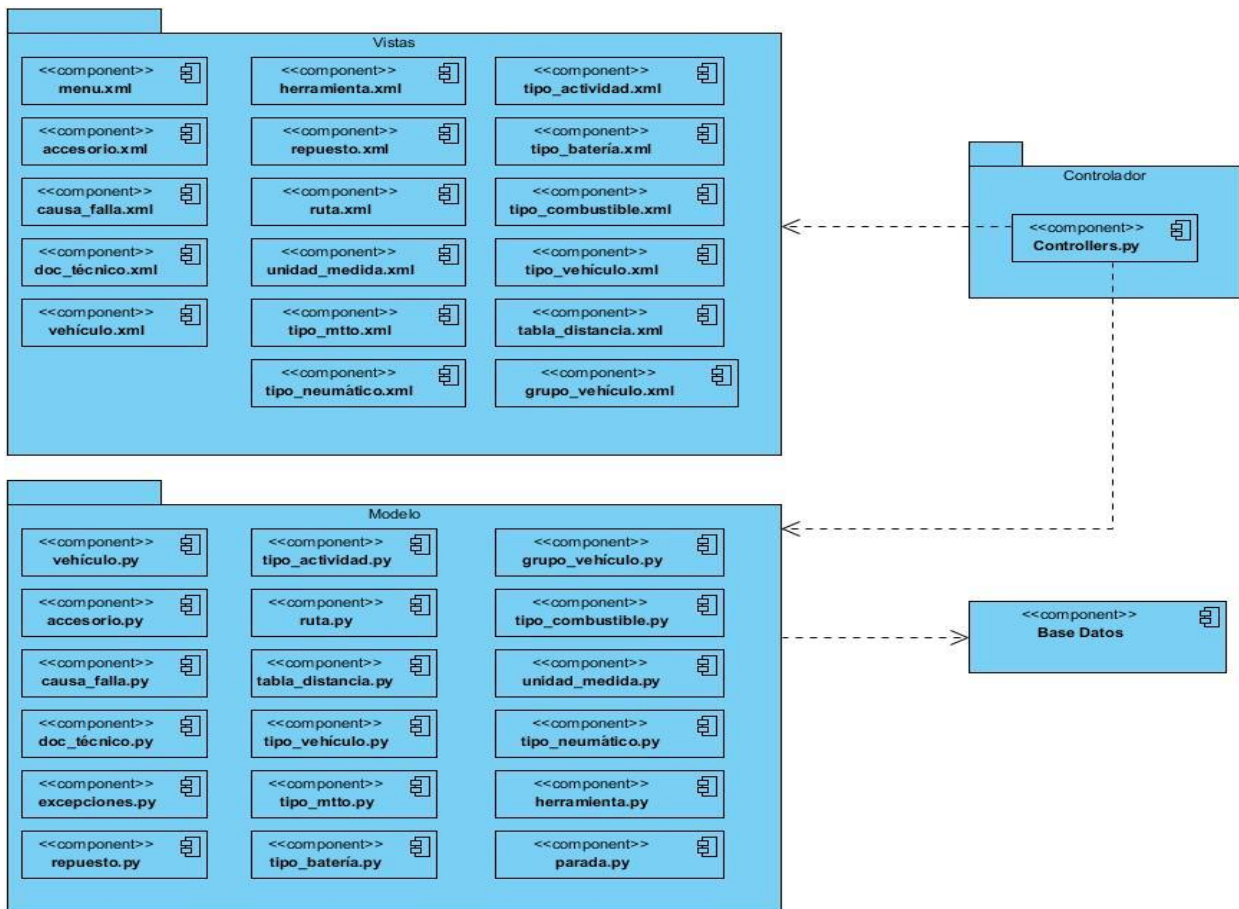 Vistas
<<component>>
menu.xml
<<component>>
herramienta.xml
<<component>>
tipo_actividad.xml
<<component>>
accesorio.xml
<<component>>
repuesto.xml
<<component>>
tipo_batería.xml
<<component>>
causa_falla.xml
<<component>>
ruta.xml
<<component>>
tipo_combustible.xml
<<component>>
doc_técnico.xml
<<component>>
unidad_medida.xml
<<component>>
tipo_vehículo.xml
<<component>>
vehículo.xml
<<component>>
tipo_mtto.xml
<<component>>
tabla_distancia.xml
<<component>>
tipo_neumático.xml
<<component>>
grupo_vehículo.xml
Controlador
<<component>>
Controllers.py
Modelo
<<component>>
vehículo.py
<<component>>
tipo_actividad.py
<<component>>
grupo_vehículo.py
<<component>>
accesorio.py
<<component>>
ruta.py
<<component>>
tipo_combustible.py
<<component>>
causa_falla.py
<<component>>
tabla_distancia.py
<<component>>
unidad_medida.py
<<component>>
doc_técnico.py
<<component>>
tipo_vehículo.py
<<component>>
tipo_neumático.py
<<component>>
excepciones.py
<<component>>
tipo_mtto.py
<<component>>
herramienta.py
<<component>>
repuesto.py
<<component>>
tipo_batería.py
<<component>>
parada.py
<<component>>
Base Datos